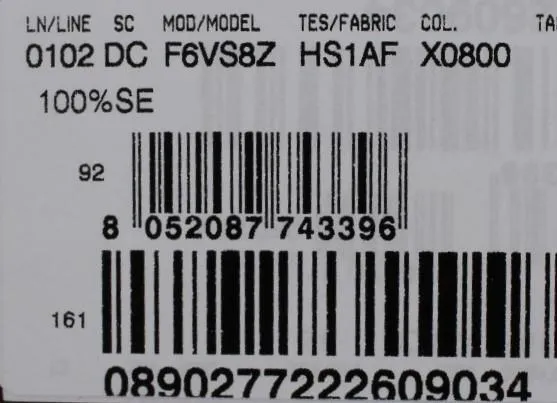 LN/LINE SC MOD/MODEL TES/FABRIC COL. TA
0102 DC F6VS8Z HS1AF X0800
100%SE
92
8 052087 743396
161
0890277222609034